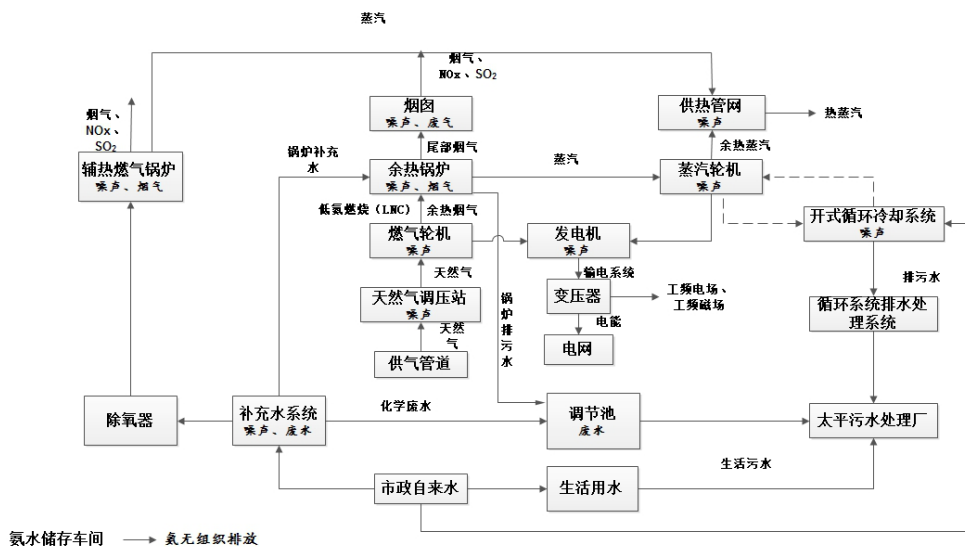 蒸汽
烟气、
NOx、SO₂
烟气、
NOx、
SO₂
烟囱
噪声、废气
供热管网
噪声
热蒸汽
锅炉补充
水
尾部烟气
余热蒸汽
辅热燃气锅炉
噪声、烟气
余热锅炉
噪声、烟气
蒸汽
蒸汽轮机
噪声
低氮燃烧（LNC）
余热烟气
燃气轮机
噪声
发电机
噪声
开式循环冷却系统
噪声
天然气
输电系统
排污水
天然气调压站
噪声
锅炉排污水
变压器
工频电场、
工频磁场
循环系统排水处
理系统
天然
气
电能
供气管道
电网
除氧器
补充水系统
噪声、废水
化学废水
调节池
废水
太平污水处理厂
生活污水
市政自来水
生活用水
氨水储存车间
氨无组织排放